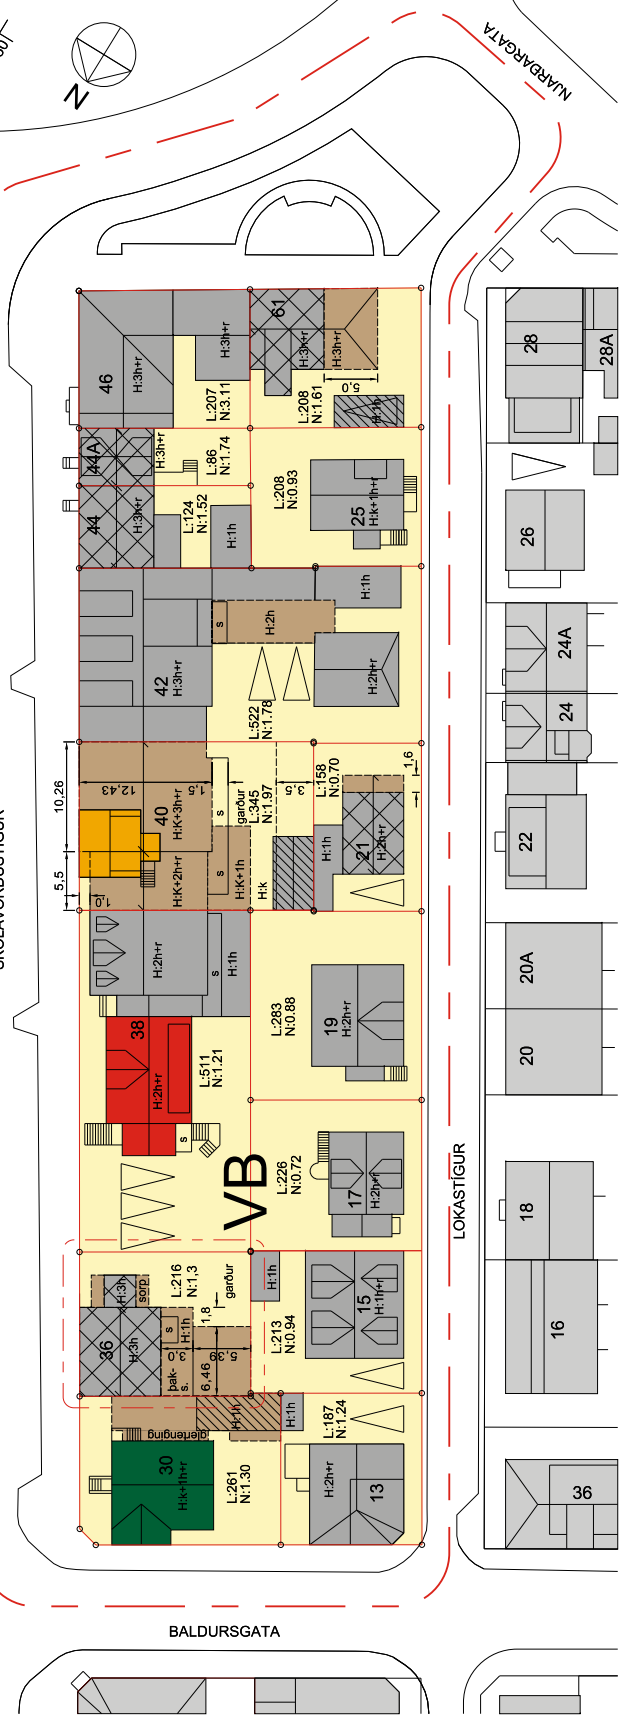 N
NJARÐARGATA
46
H:3h+r
H:3h+r
L:207
N:3.11
61
H:3h+r
H:3h+r
5,0
L:208
N:1.61
H:1h
44A
H:3h+r
L:86
N:1.74
44
H:3h+r
L:124
N:1.52
H:1h
L:208
N:0.93
25
H:k+1h+r
42
H:3h+r
s
H:2h
H:1h
H:2h+r
L:522
N:1.78
10,26
12,43
1,5
40
H:K+3h+r
s
garður
L:345
N:1.97
3,5
L:158
N:0.70
1,6
5,5
1,0
H:K+2h+r
s
H:K+1h
H:k
H:1h
21
H:2h+r
H:2h+r
s
H:1h
38
H:2h+r
s
L:511
N:1.21
L:283
N:0.88
19
H:2h+r
VB
L:226
N:0.72
17
H:2h+r
LOKASTÍGUR
H:3h
sorp
L:216
N:1,3
garður
36
H:3h
s
H:1h
3,0
1,8
5,39
6,46
þak-
s.
H:1h
L:213
N:0.94
15
H:1h+r
glertenging
H:1h
H:1h
L:187
N:1.24
30
H:k+1h+r
L:261
N:1.30
H:2h+r
13
28
28A
26
24A
24
22
20A
20
18
16
36
BALDURSGATA